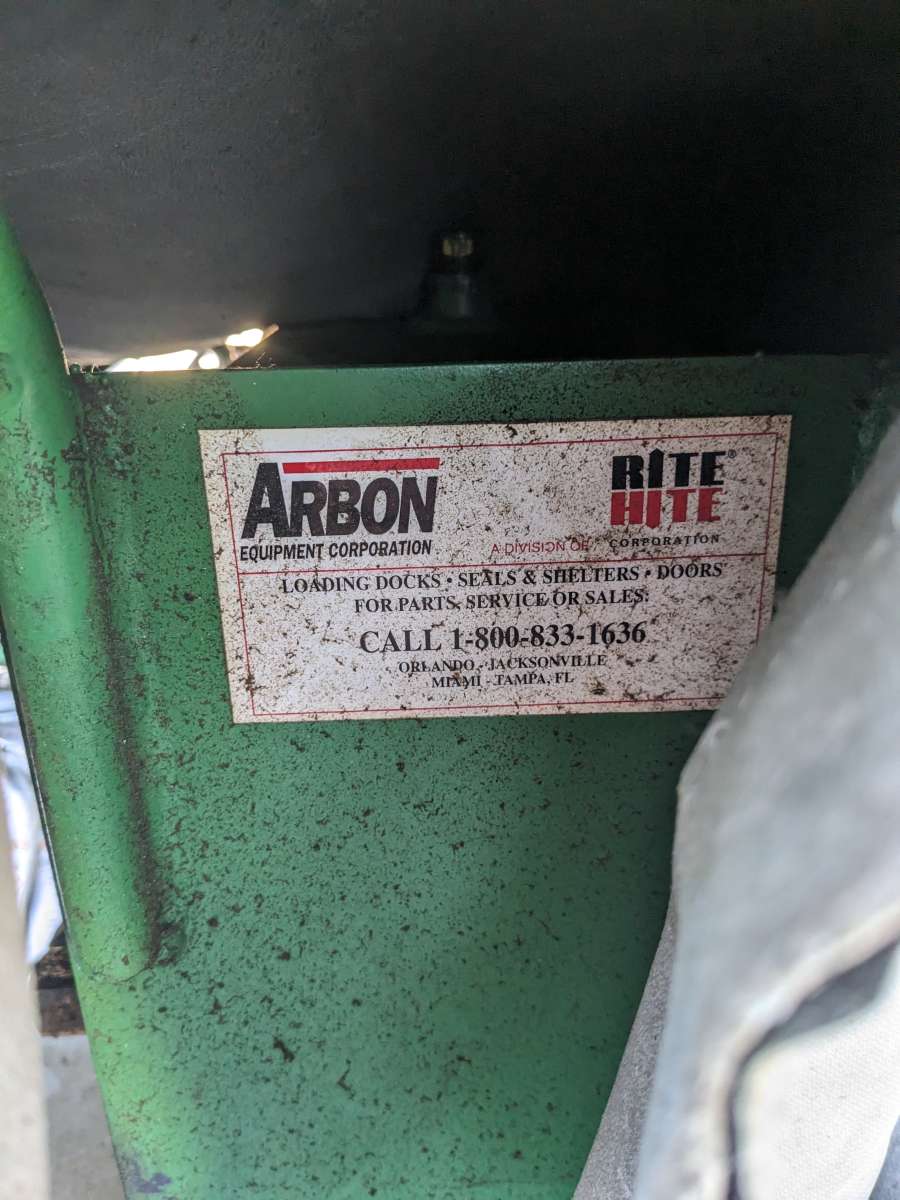 ARBON
EQUIPMENT CORPORATION
A DIVISION OF
RITE®
HITE
CORPORATION
LOADING DOCKS • SEALS & SHELTERS • DOORS
FOR PARTS, SERVICE OR SALES:
CALL 1-800-833-1636
ORLANDO - JACKSONVILLE
MIAMI - TAMPA, FL